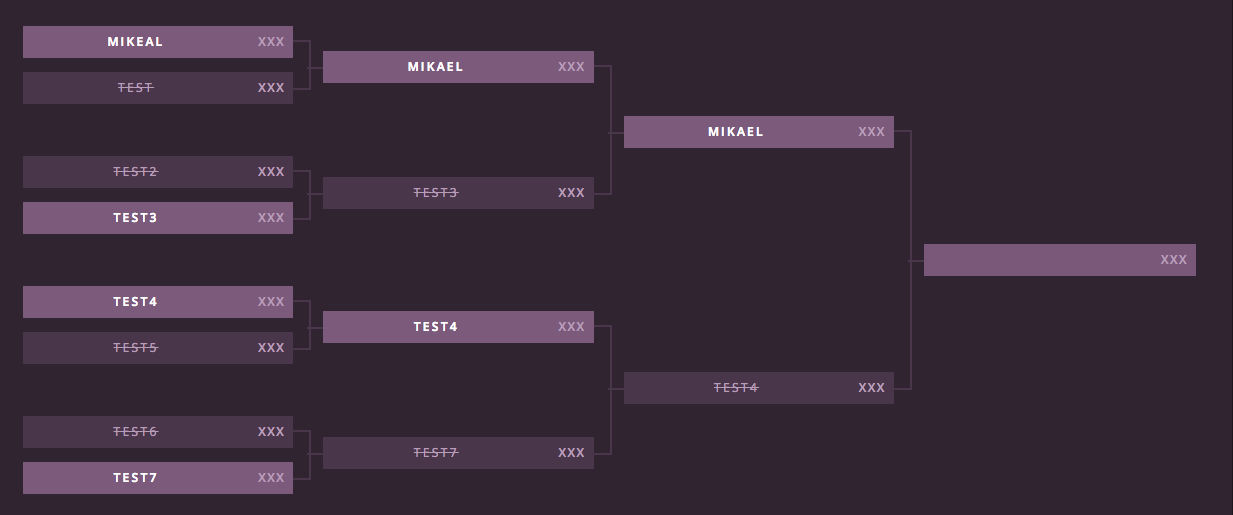 MIKEAL XXX
TEST XXX
TEST2 XXX
TEST3 XXX
TEST4 XXX
TEST5 XXX
TEST6 XXX
TEST7 XXX
MIKAEL XXX
TEST3 XXX
TEST4 XXX
TEST7 XXX
MIKAEL XXX
TEST4 XXX
XXX